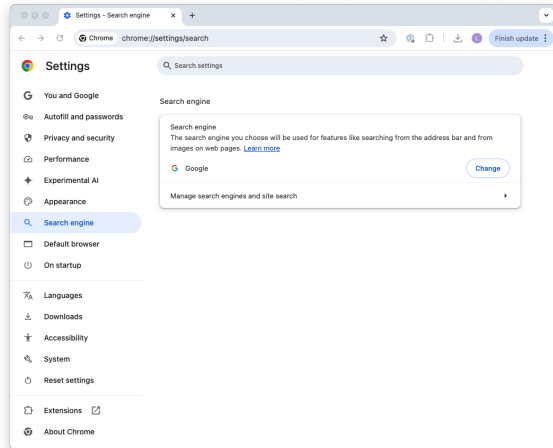 Settings - Search engine
Chrome
chrome://settings/search
L
Finish update
Settings
Search settings
You and Google
Autofill and passwords
Privacy and security
Performance
Experimental AI
Appearance
Search engine
Default browser
On startup
Languages
Downloads
Accessibility
System
Reset settings
Extensions
About Chrome
Search engine
Search engine
The search engine you choose will be used for features like searching from the address bar and from
images on web pages. Learn more
Google
Change
Manage search engines and site search